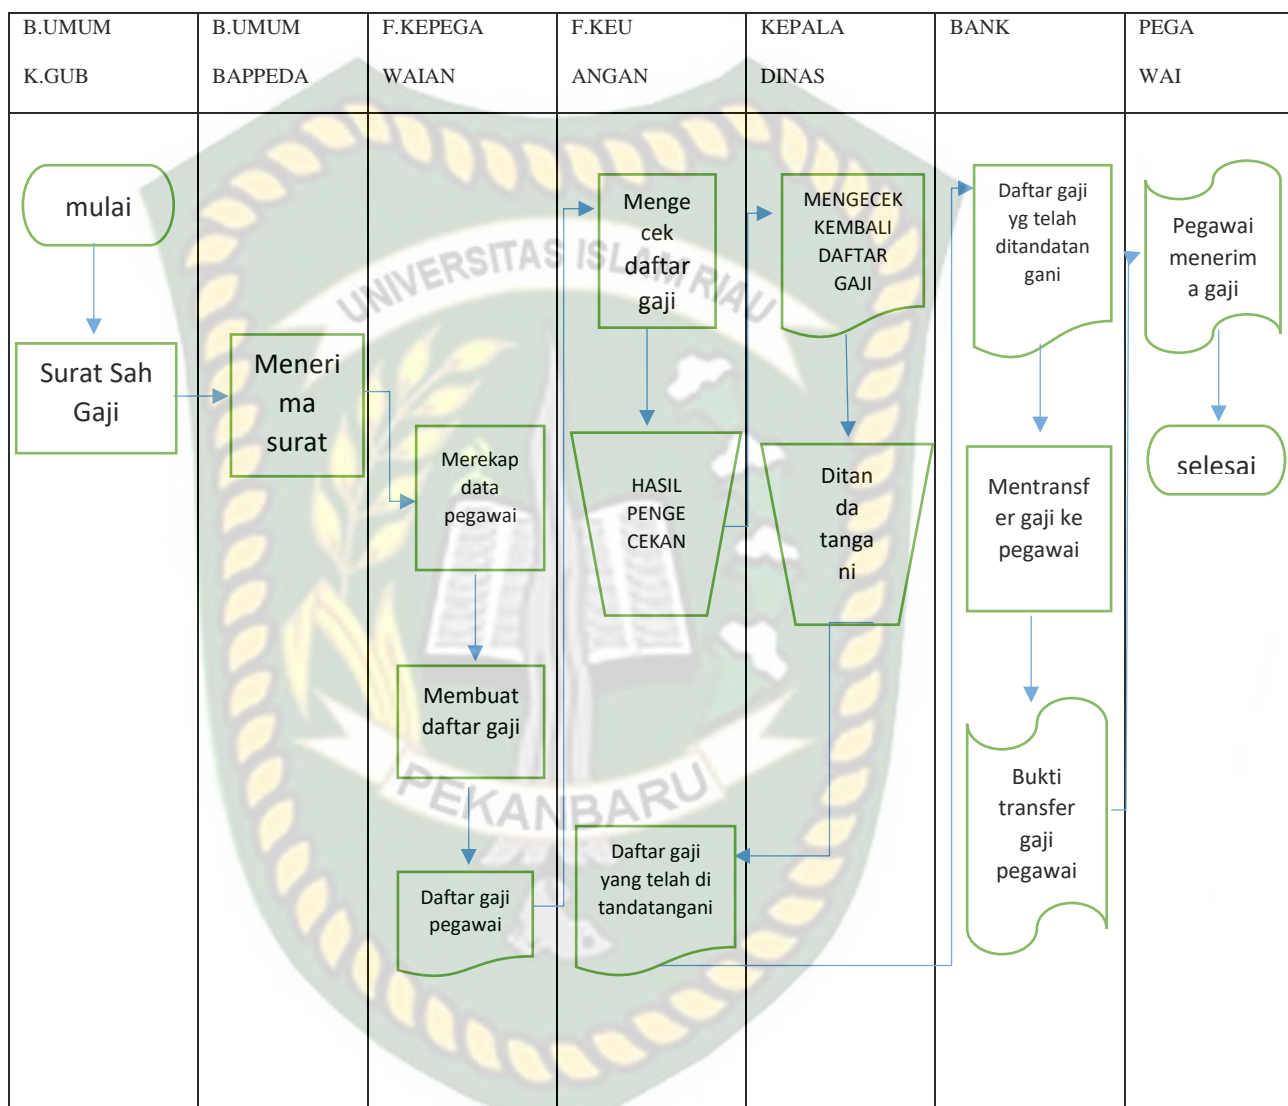 B.UMUM
K.GUB
B.UMUM
BAPPEDA
F.KEPEGA
WAIAN
F.KEU
ANGAN
KEPALA
DINAS
BANK
PEGA
WAI
mulai
Surat Sah
Gaji
Meneri
ma
surat
Merekap
data
pegawai
Membuat
daftar gaji
Daftar gaji
pegawai
Menge
cek
daftar
gaji
HASIL
PENGE
CEKAN
Daftar gaji
yang telah di
tandatangani
MENGECEK
KEMBALI
DAFTAR
GAJI
Ditan
da
tanga
ni
Daftar gaji
yg telah
ditandatan
gani
Mentransf
er gaji ke
pegawai
Bukti
transfer
gaji
pegawai
Pegawai
menerim
a gaji
selesai
UNIVERSITAS ISLAM RIAU
PEKANBARU